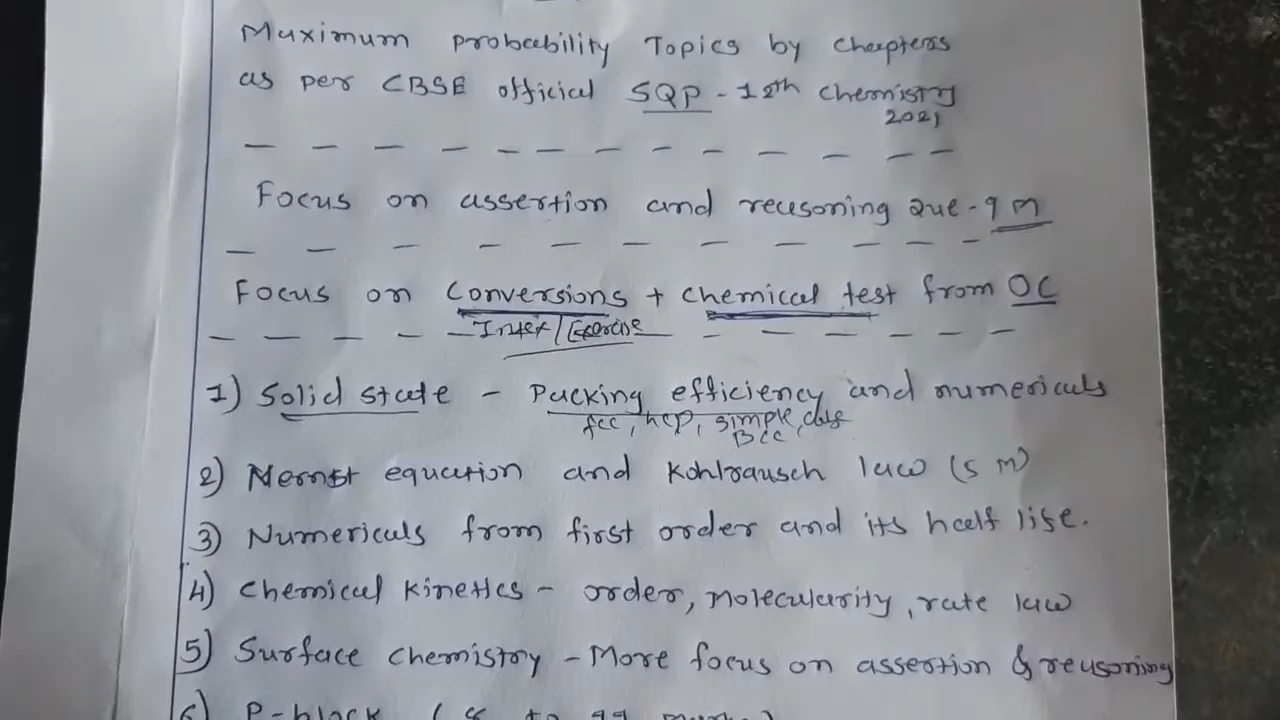 Maximum probability Topics by chapters
as per CBSE official SQP - 12th chemistry
2021
Focus on assertion and reasoning Que - 9 M
Focus on conversions + chemical test from OC
Intext / Exercise
1) Solid state - Packing efficiency and numericals
fcc, hcp, simple,
BCC
2) Nernst equation and Kohlrausch law (5 M)
3) Numericals from first order and its half life.
4) Chemical kinetics - order, Molecularity, rate law
5) Surface chemistry - More focus on assertion & reasoning
6) P-block